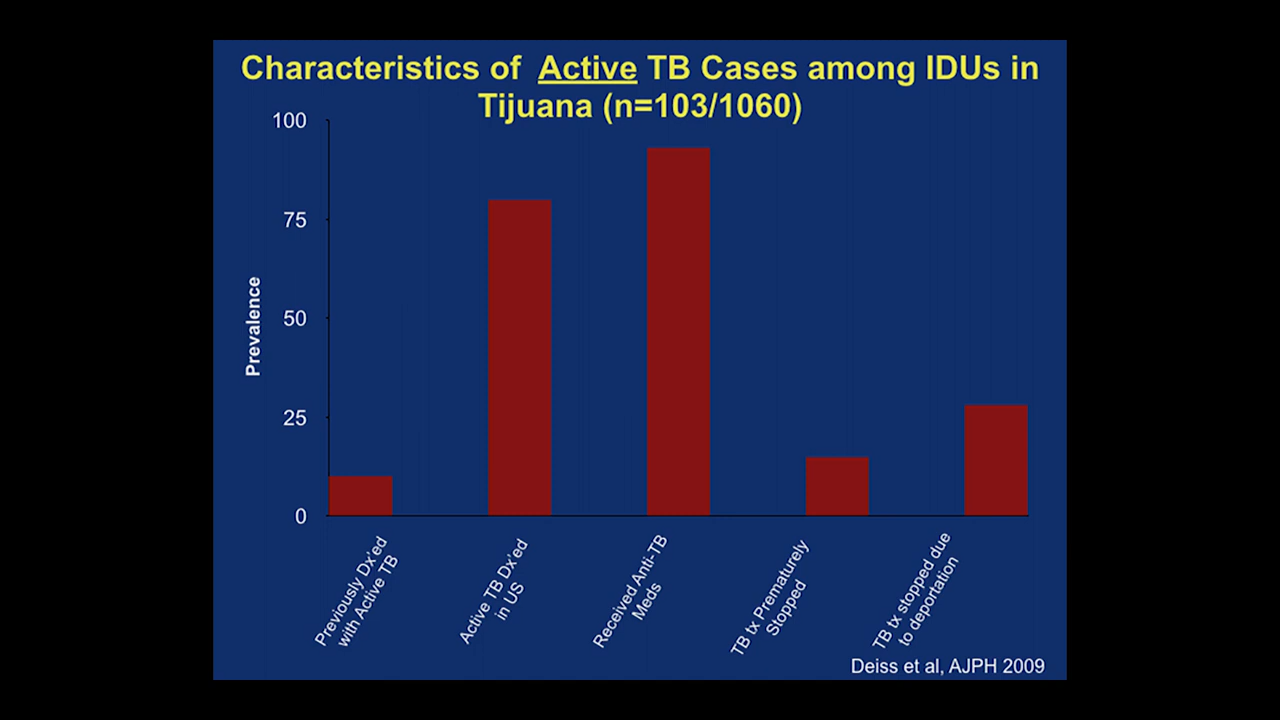 Characteristics of Active TB Cases among IDUs in
Tijuana (n=103/1060)
100
75
50
25
0
Prevalence
Previously Dx'ed
with Active TB
Active TB Dx'ed
in US
Received Anti-TB
Meds
TB tx Prematurely
Stopped
TB tx stopped due
to deportation
Deiss et al, AJPH 2009